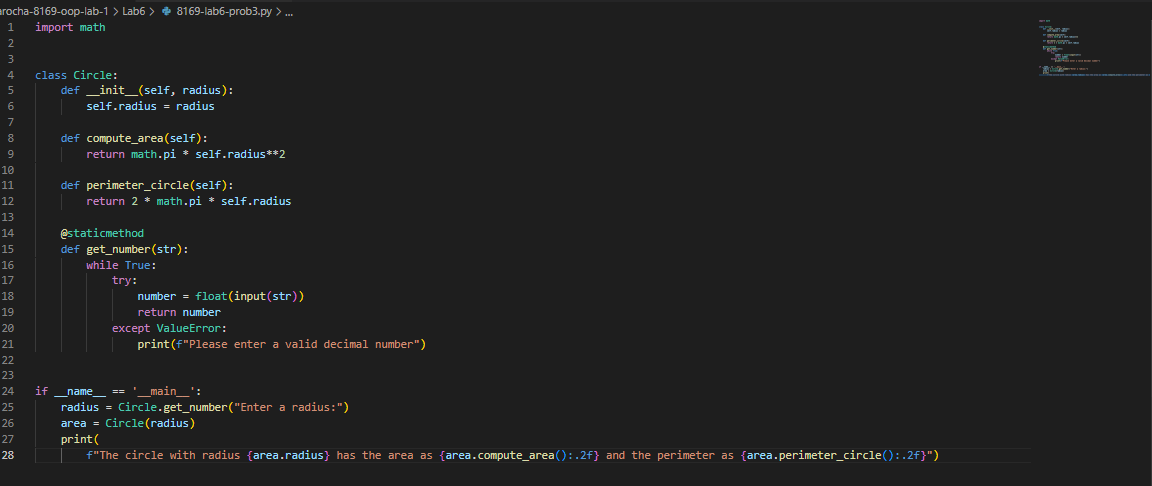 arocha-8169-oop-lab-1 > Lab6 > 8169-lab6-prob3.py > ...
1 import math
2
3
4 class Circle:
5     def __init__(self, radius):
6         self.radius = radius
7
8     def compute_area(self):
9         return math.pi * self.radius**2
10
11     def perimeter_circle(self):
12         return 2 * math.pi * self.radius
13
14     @staticmethod
15     def get_number(str):
16         while True:
17             try:
18                 number = float(input(str))
19                 return number
20             except ValueError:
21                 print(f"Please enter a valid decimal number")
22
23
24 if __name__ == '__main__':
25     radius = Circle.get_number("Enter a radius:")
26     area = Circle(radius)
27     print(
28         f"The circle with radius {area.radius} has the area as {area.compute_area():.2f} and the perimeter as {area.perimeter_circle():.2f}")